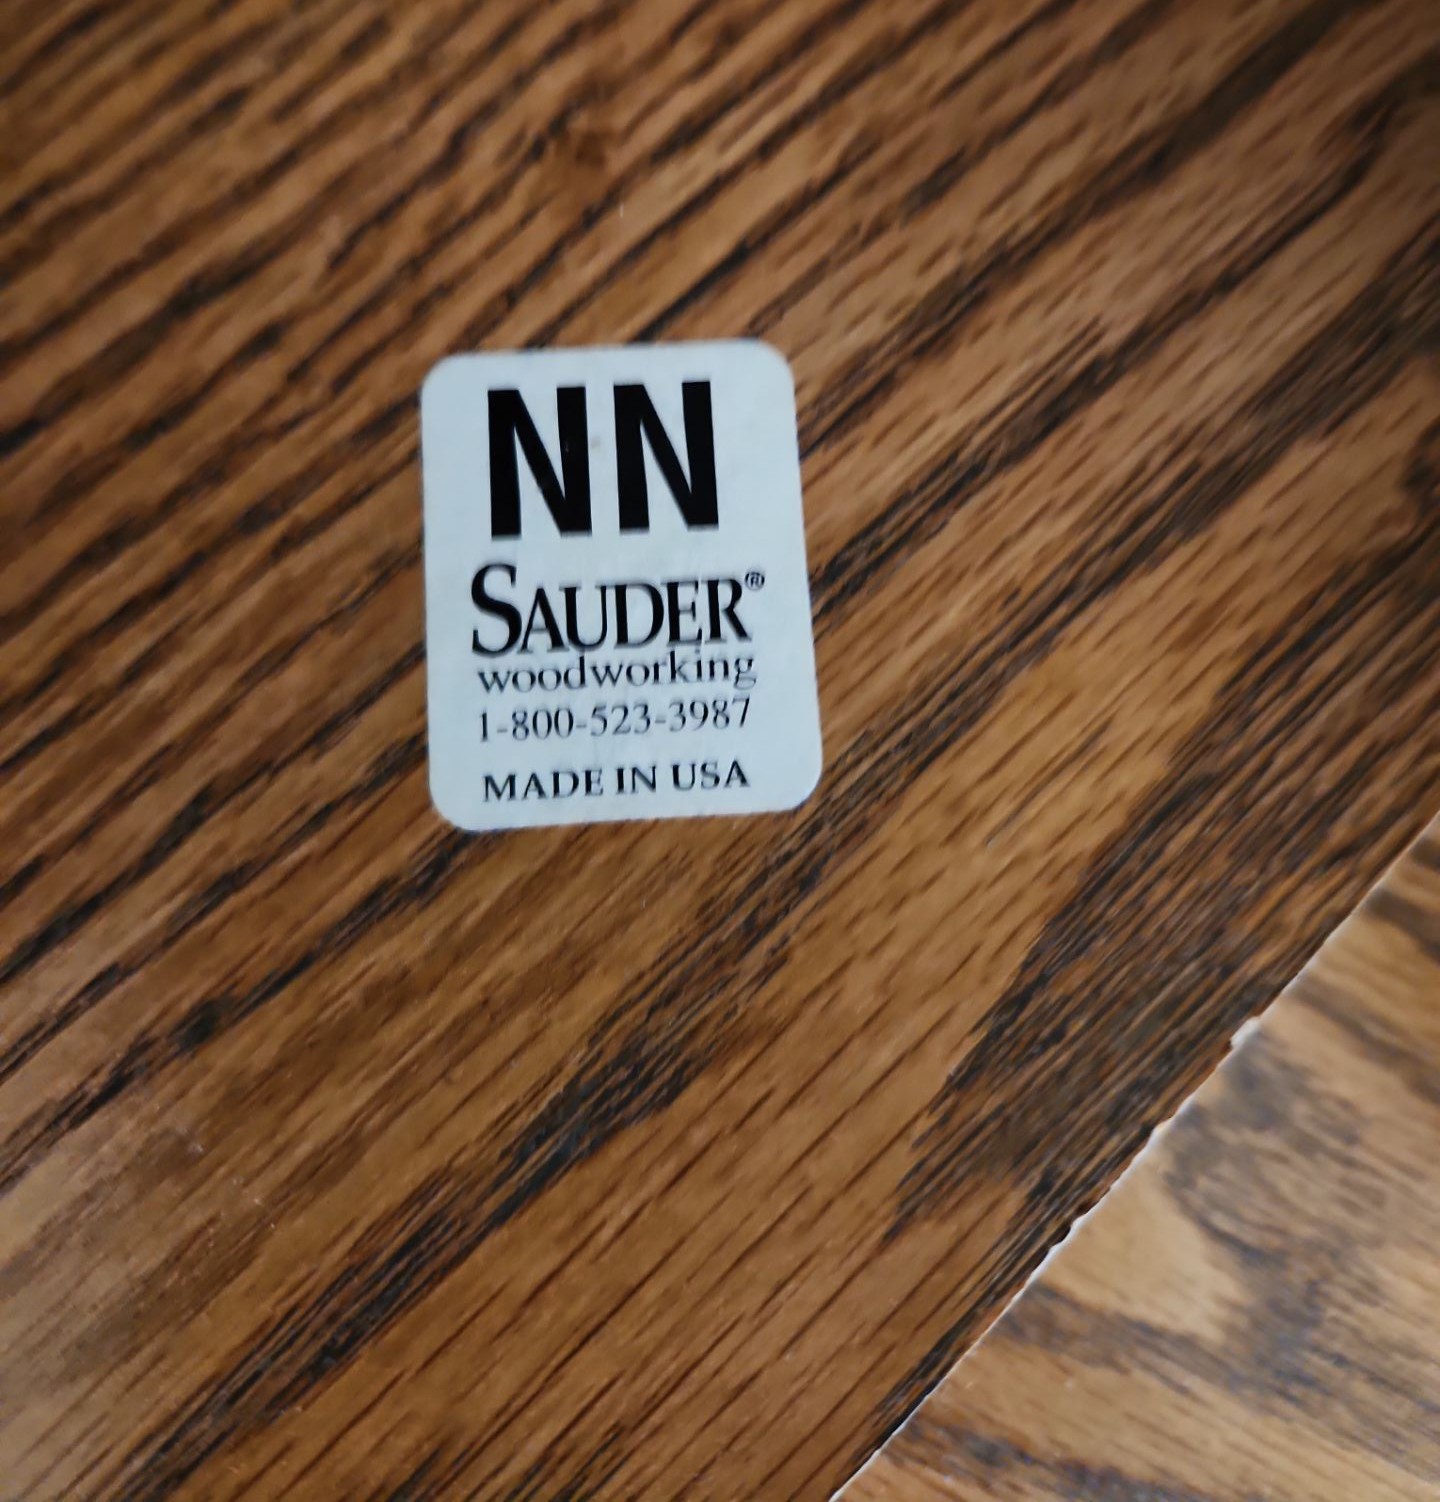 NN
SAUDER®
woodworking
1-800-523-3987
MADE IN USA